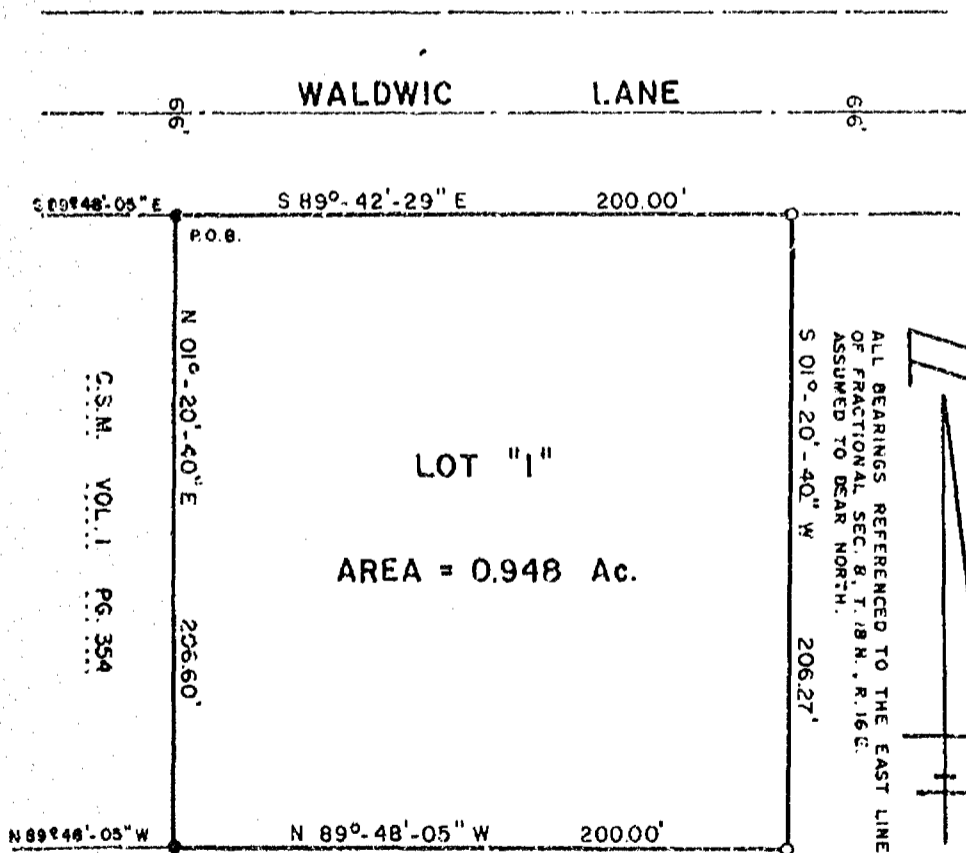 WALDWIC LANE
66'
66'
S 89°-48'-05" E
S 89°-42'-29" E 200.00'
P.O.B.
N 01°-20'-40" E 206.60'
S 01°-20'-40" W 206.27'
C.S.M. VOL. 1 PG. 354
LOT "1"
AREA = 0.948 Ac.
ALL BEARINGS REFERENCED TO THE EAST LINE
OF FRACTIONAL SEC. 8, T. 18 N., R. 16 E.
ASSUMED TO BEAR NORTH.
N 89°48'-05" W
N 89°-48'-05" W 200.00'